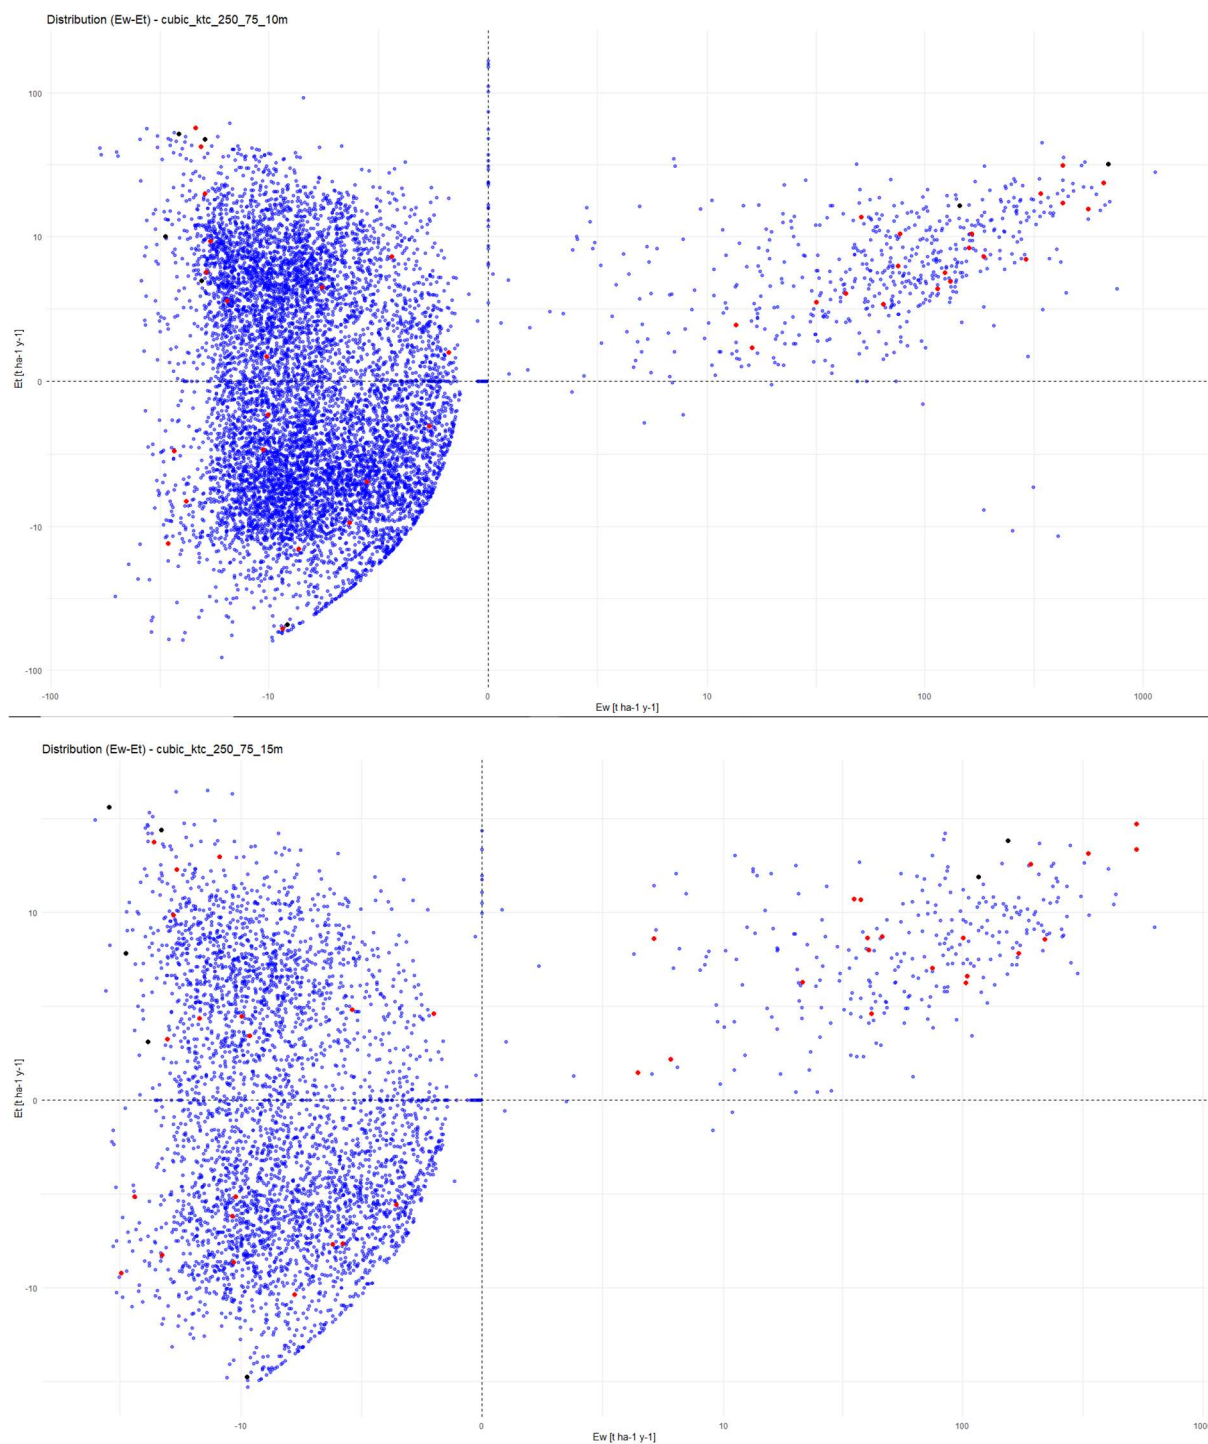 Distribution (Ew-Et) - cubic_ktc_250_75_10m
100
10
0
-10
-100
Et [t ha-1 y-1]
-100 -10 0 10 100 1000
Ew [t ha-1 y-1]
Distribution (Ew-Et) - cubic_ktc_250_75_15m
10
0
-10
Et [t ha-1 y-1]
-10 0 10 100 100
Ew [t ha-1 y-1]